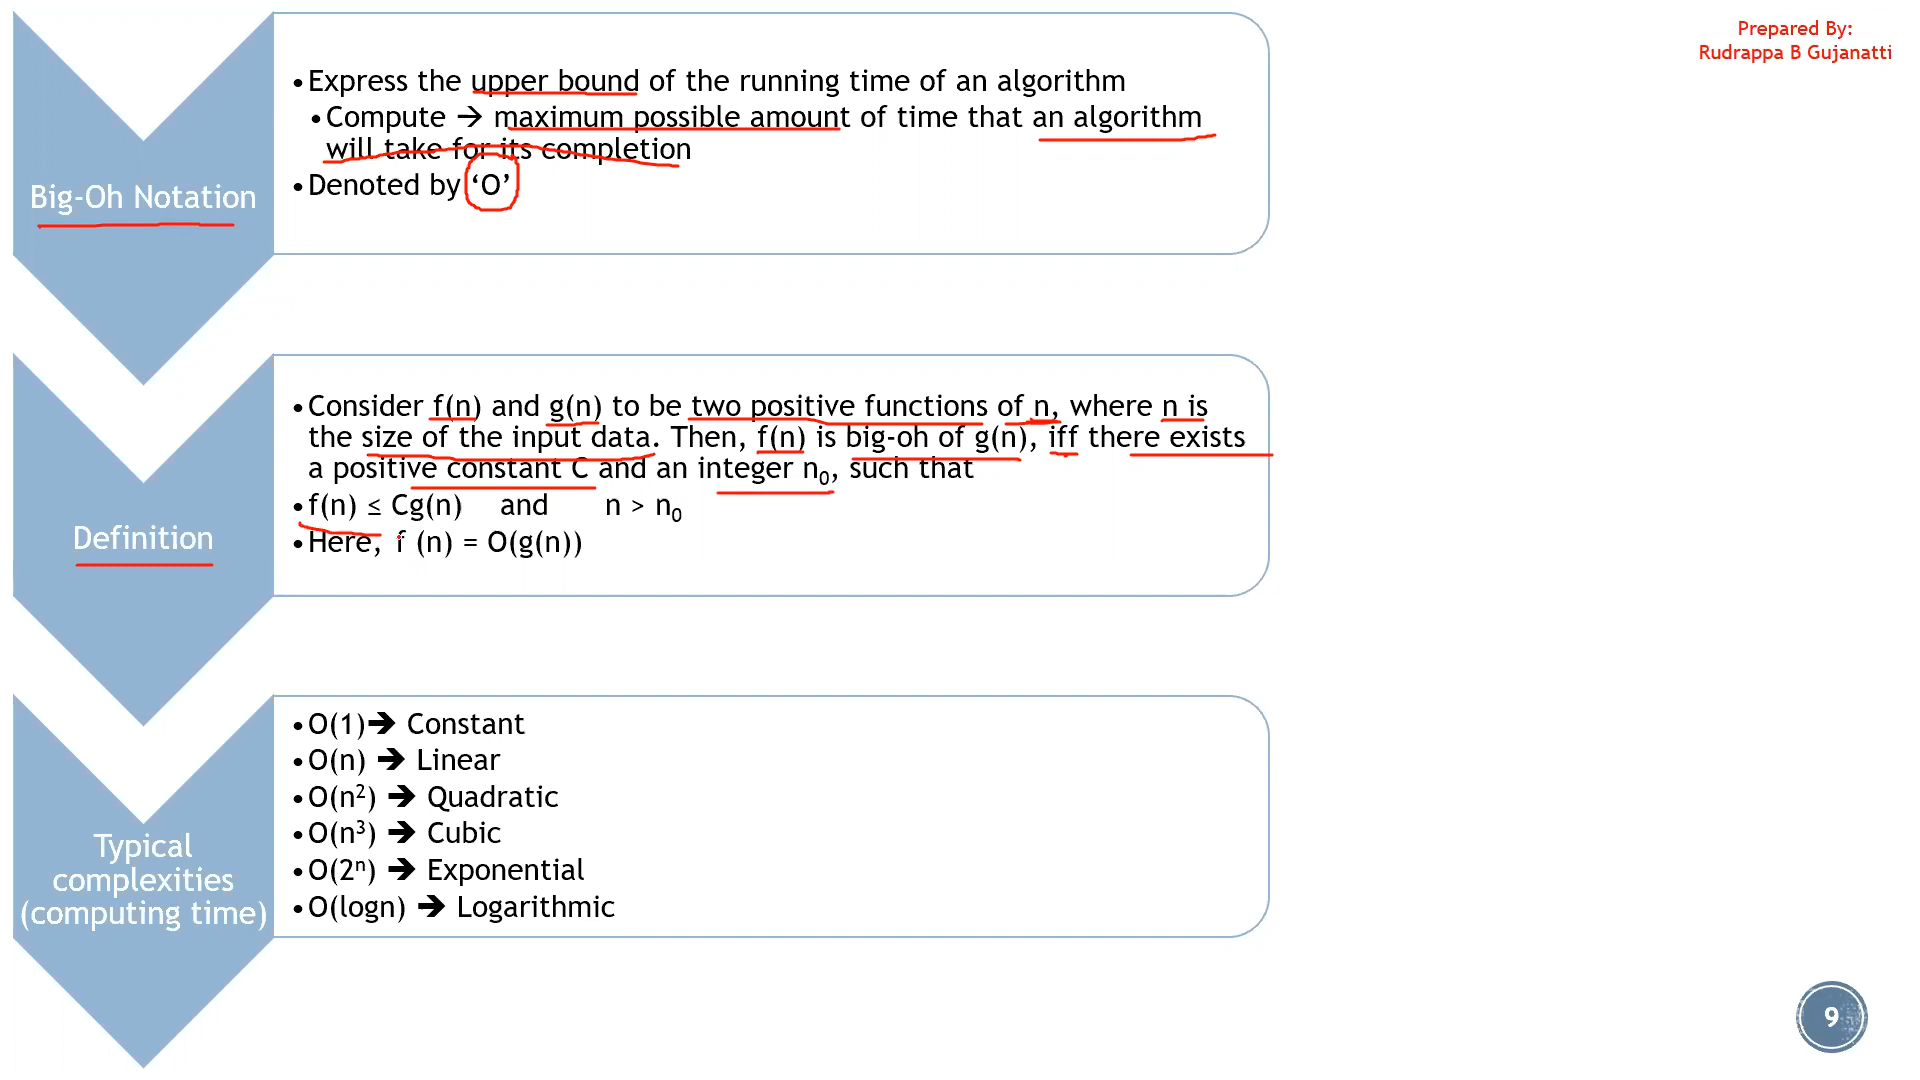 Prepared By:
Rudrappa B Gujanatti
Big-Oh Notation
•Express the upper bound of the running time of an algorithm
•Compute → maximum possible amount of time that an algorithm
will take for its completion
•Denoted by ‘O’
Definition
•Consider f(n) and g(n) to be two positive functions of n, where n is
the size of the input data. Then, f(n) is big-oh of g(n), iff there exists
a positive constant C and an integer n₀, such that
•f(n) ≤ Cg(n) and n > n₀
•Here, f (n) = O(g(n))
Typical
complexities
(computing time)
•O(1)➔ Constant
•O(n) ➔ Linear
•O(n²) ➔ Quadratic
•O(n³) ➔ Cubic
•O(2ⁿ) ➔ Exponential
•O(logn) ➔ Logarithmic
9